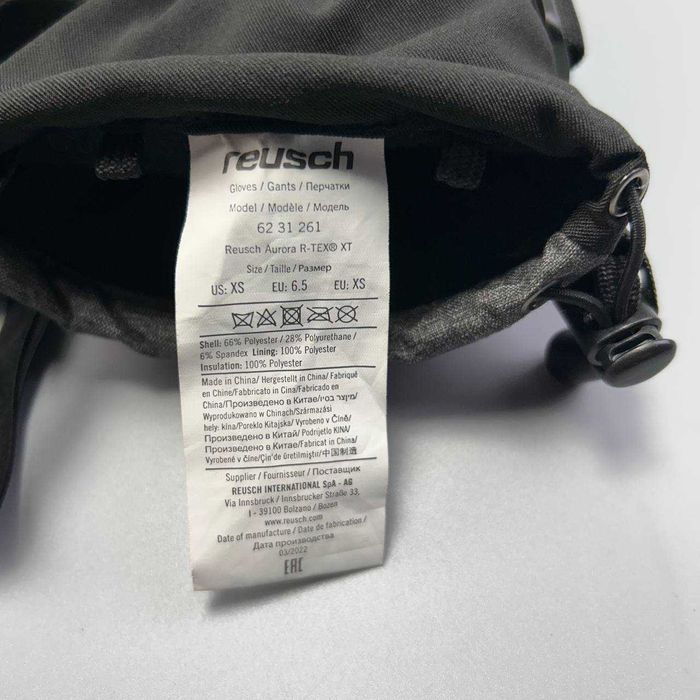 reusch
Gloves / Gants / Перчатки
Model / Modèle / Модель
62 31 261
Reusch Aurora R-TEX® XT
Size / Taille / Размер
US: XS EU: 6.5 EU: XS
Shell: 66% Polyester / 28% Polyurethane /
6% Spandex Lining: 100% Polyester
Insulation: 100% Polyester
Made in China/ Hergestellt in China/ Fabriqué
en Chine/Fabbricato in Cina/Fabricado en
China/Произведено в Китае/מיוצר בסין/
Wyprodukowano w Chinach/Származási
hely: kína/Poreklo Kitajska/ Vyrobeno v Číně/
Произведено в Китай/ Podrijetlo KINA/
Произведено в Китае/Fabricat in China/
Vyrobené v číne/Çin'de Üretilmiştir/中国制造
Supplier / Fournisseur / Поставщик
REUSCH INTERNATIONAL SpA - AG
Via Innsbruck / Innsbrucker Straße 33,
I - 39100 Bolzano / Bozen
www.reusch.com
Date of manufacture / Date de fabrication /
Дата производства
03/2022
EAC